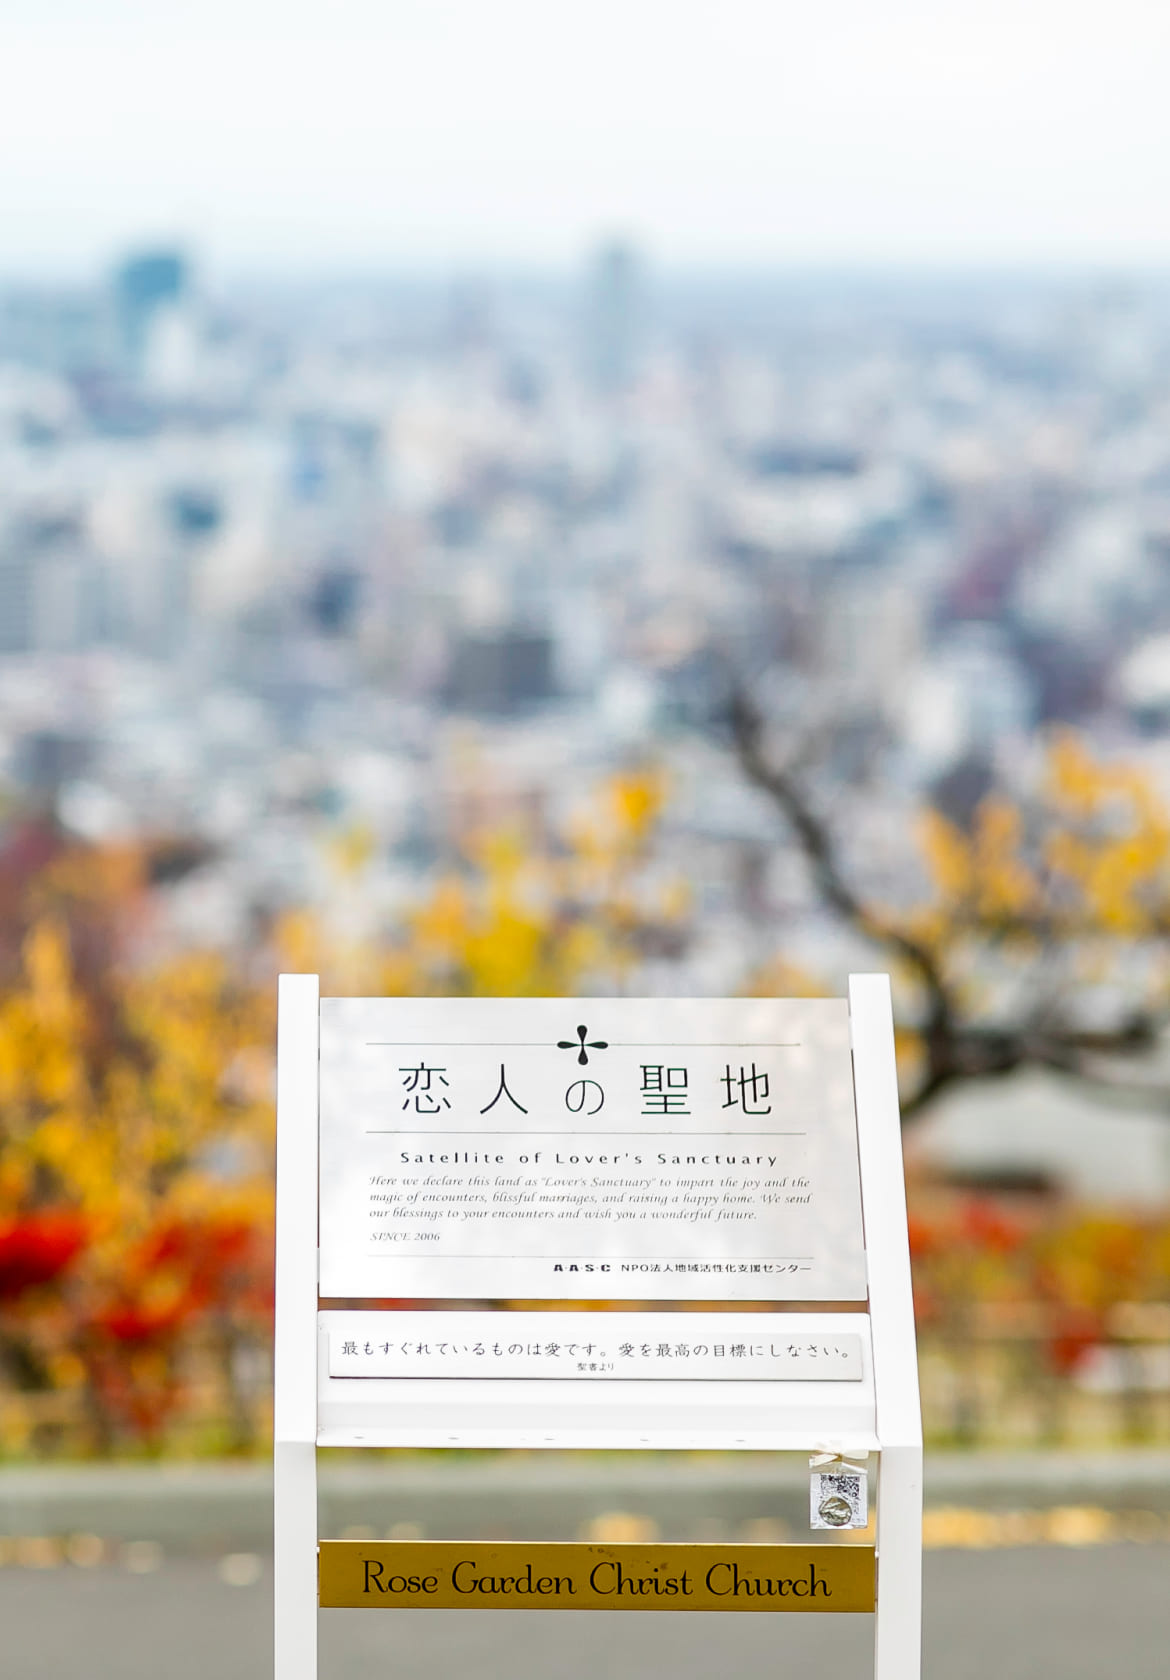 恋人の聖地
Satellite of Lover's Sanctuary
Here we declare this land as "Lover's Sanctuary" to impart the joy and the
magic of encounters, blissful marriages, and raising a happy home. We send
our blessings to your encounters and wish you a wonderful future.
SINCE 2006
A·A·S·C NPO法人地域活性化支援センター
最もすぐれているものは愛です。愛を最高の目標にしなさい。
聖書より
Rose Garden Christ Church